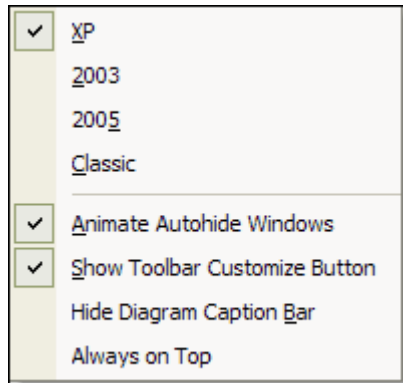 XP
2003
2005
Classic
Animate Autohide Windows
Show Toolbar Customize Button
Hide Diagram Caption Bar
Always on Top